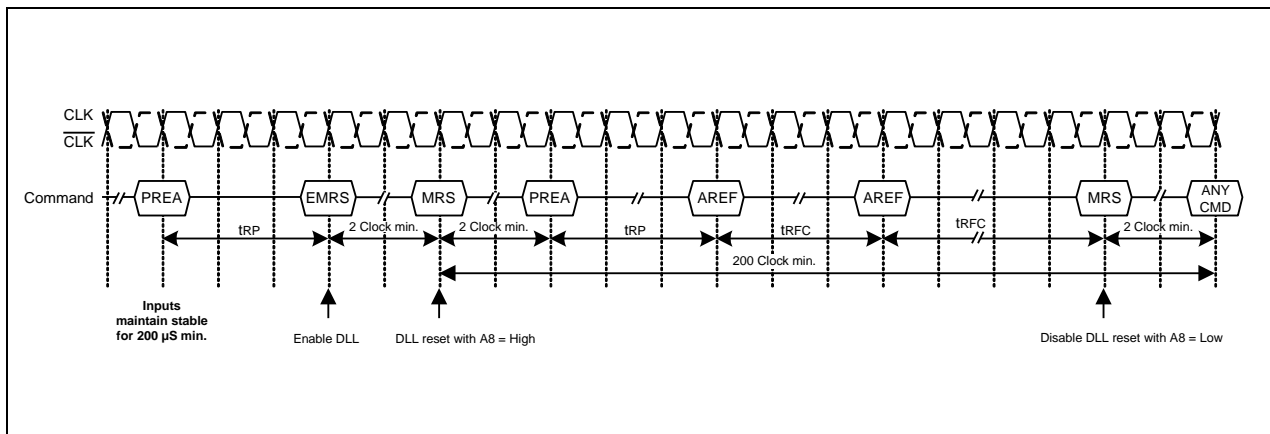 CLK
CLK
Command
PREA
EMRS
MRS
PREA
AREF
AREF
MRS
ANY
CMD
tRP
2 Clock min.
2 Clock min.
tRP
tRFC
tRFC
2 Clock min.
200 Clock min.
Inputs
maintain stable
for 200 µS min.
Enable DLL
DLL reset with A8 = High
Disable DLL reset with A8 = Low